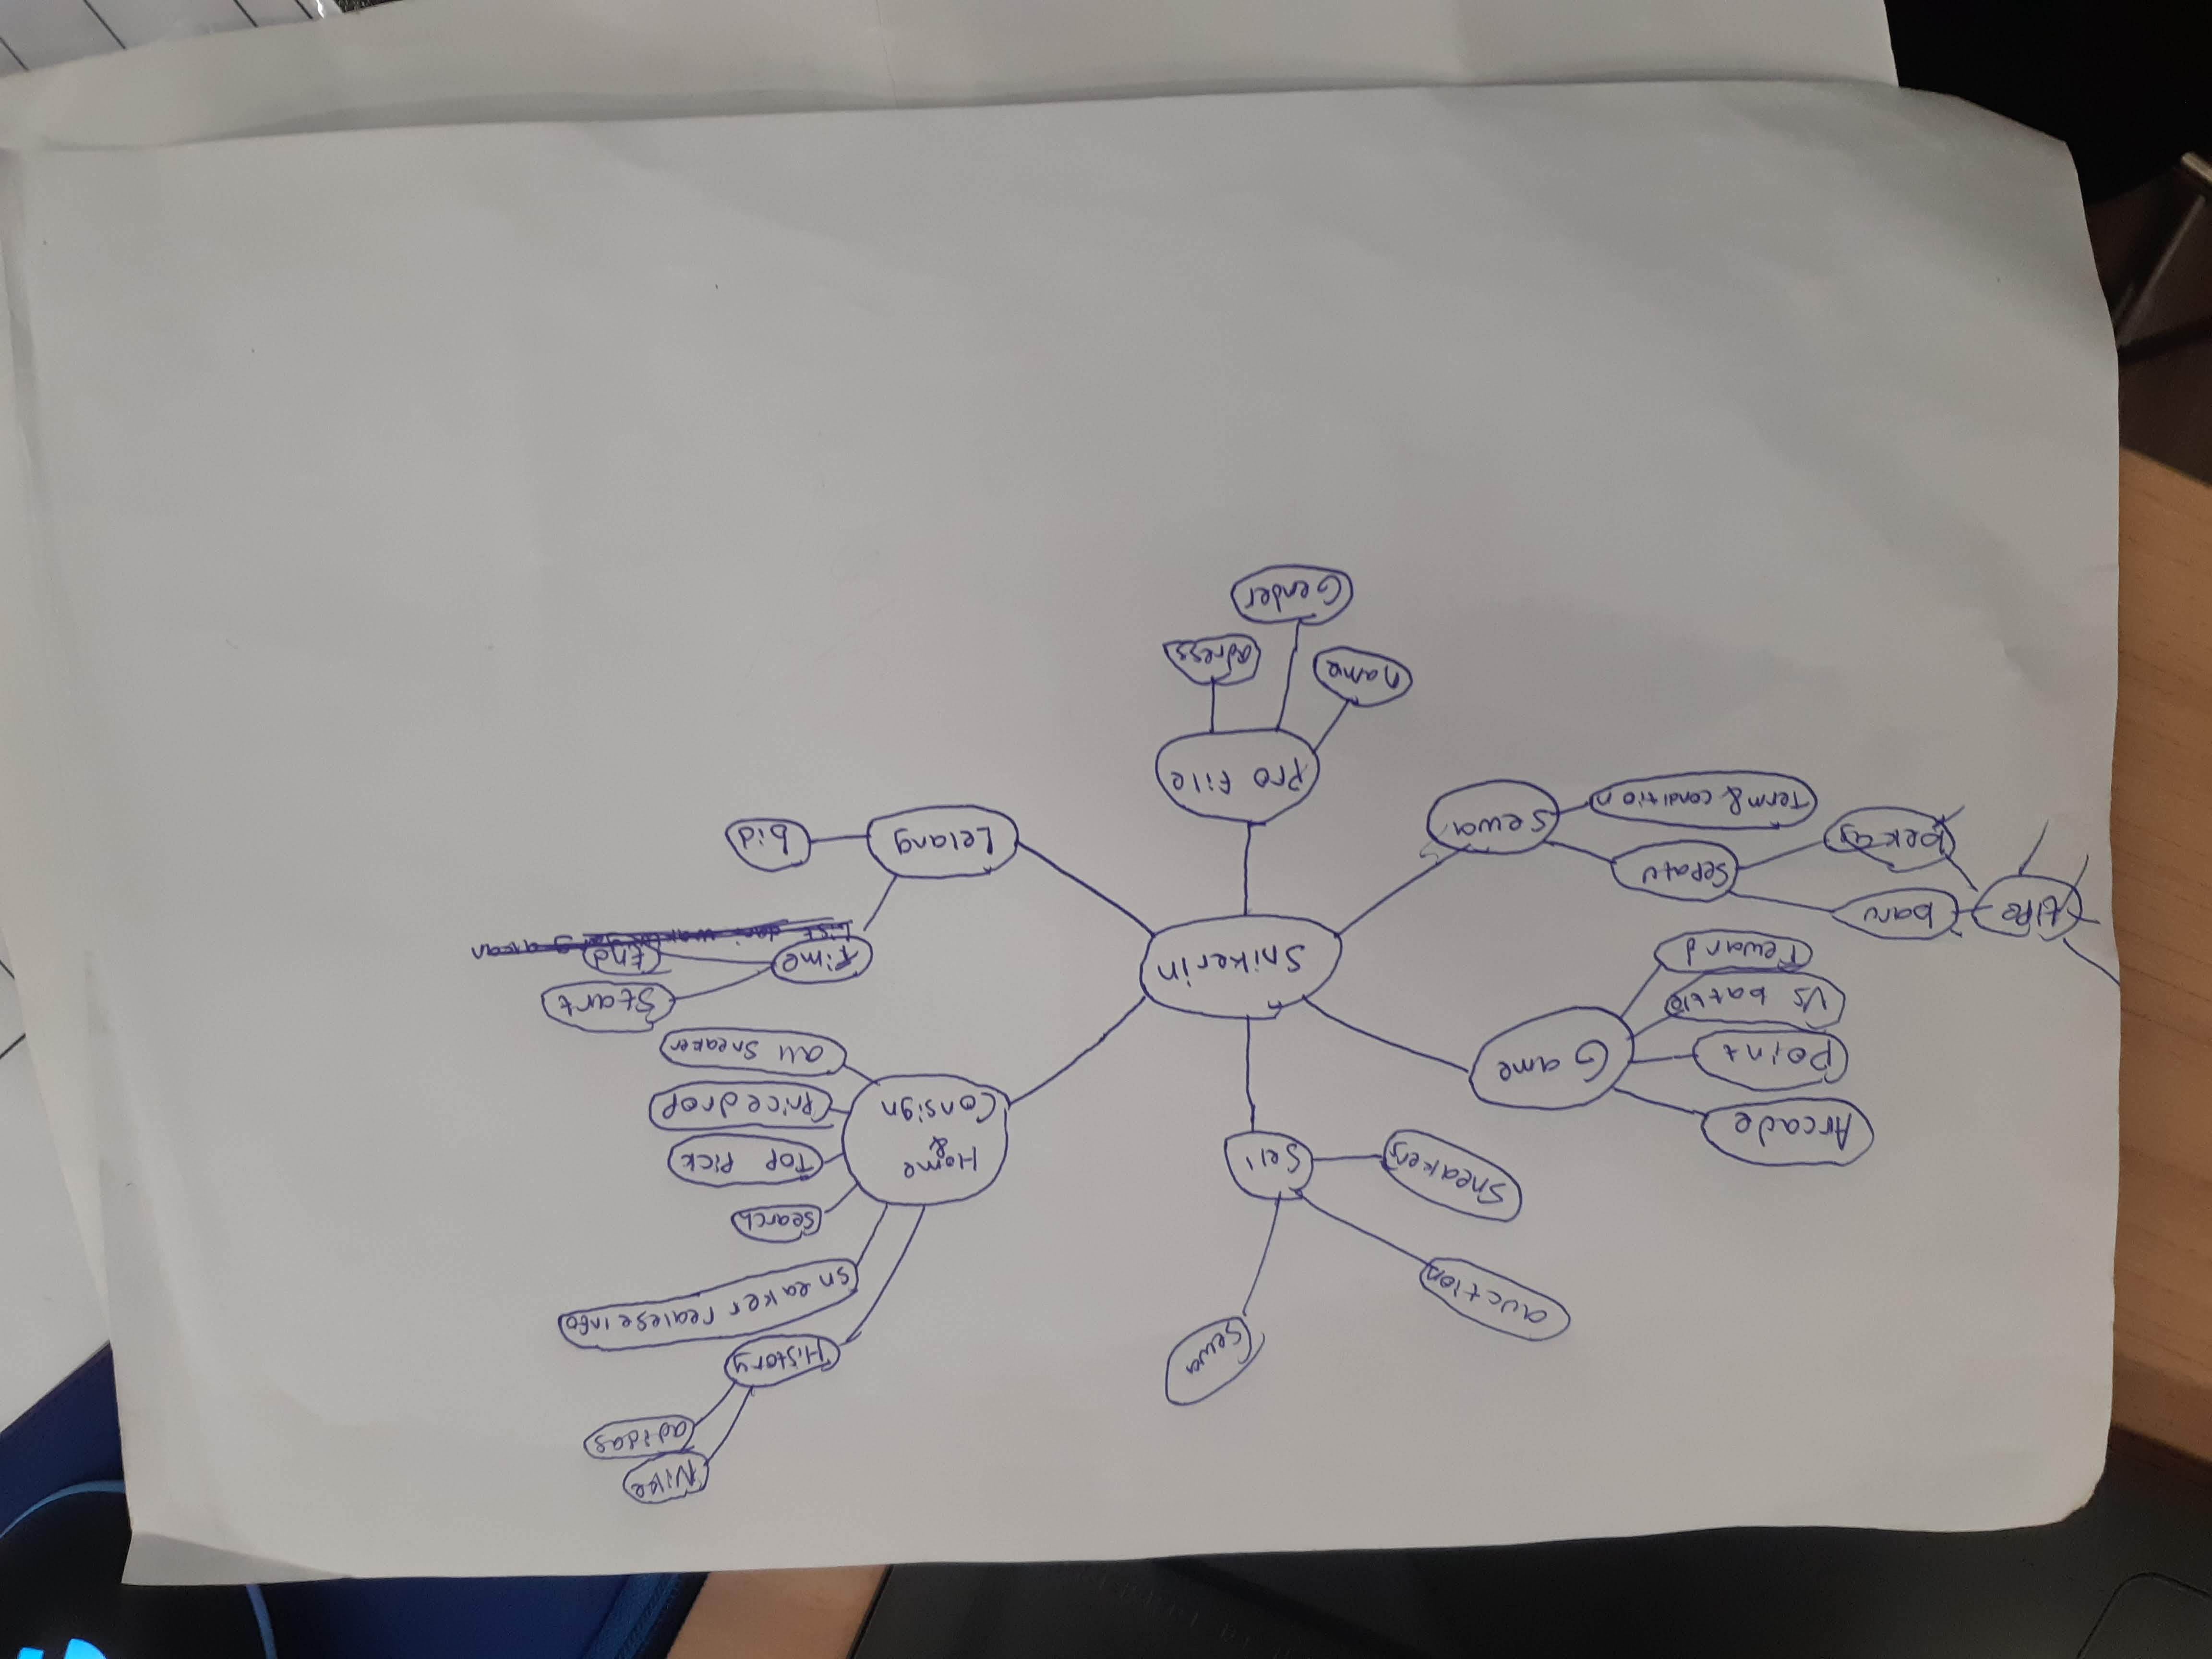 Snikerin
Home
&
Consign
History
Nike
adidas
sneaker realese info
search
Top Pick
Price drop
all sneaker
Lelang
Time
Start
End
bid
Profile
adress
Gender
name
Sewa
Sepatu
baru
bekas
tipe
Term & condition
Game
Arcade
Point
Vs battle
reward
Sell
auction
Sneakers
Sewa